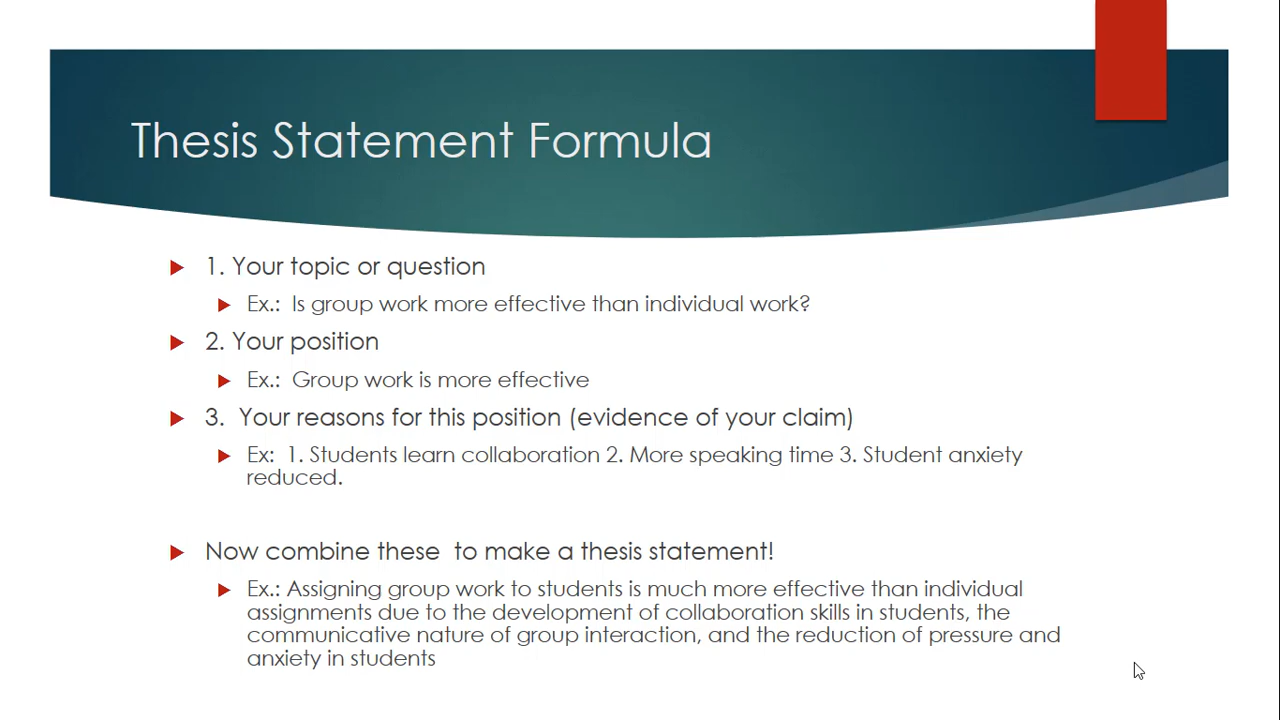 Thesis Statement Formula
1. Your topic or question
Ex.:  Is group work more effective than individual work?
2. Your position
Ex.:  Group work is more effective
3.  Your reasons for this position (evidence of your claim)
Ex:  1. Students learn collaboration 2. More speaking time 3. Student anxiety
reduced.
Now combine these  to make a thesis statement!
Ex.: Assigning group work to students is much more effective than individual
assignments due to the development of collaboration skills in students, the
communicative nature of group interaction, and the reduction of pressure and
anxiety in students